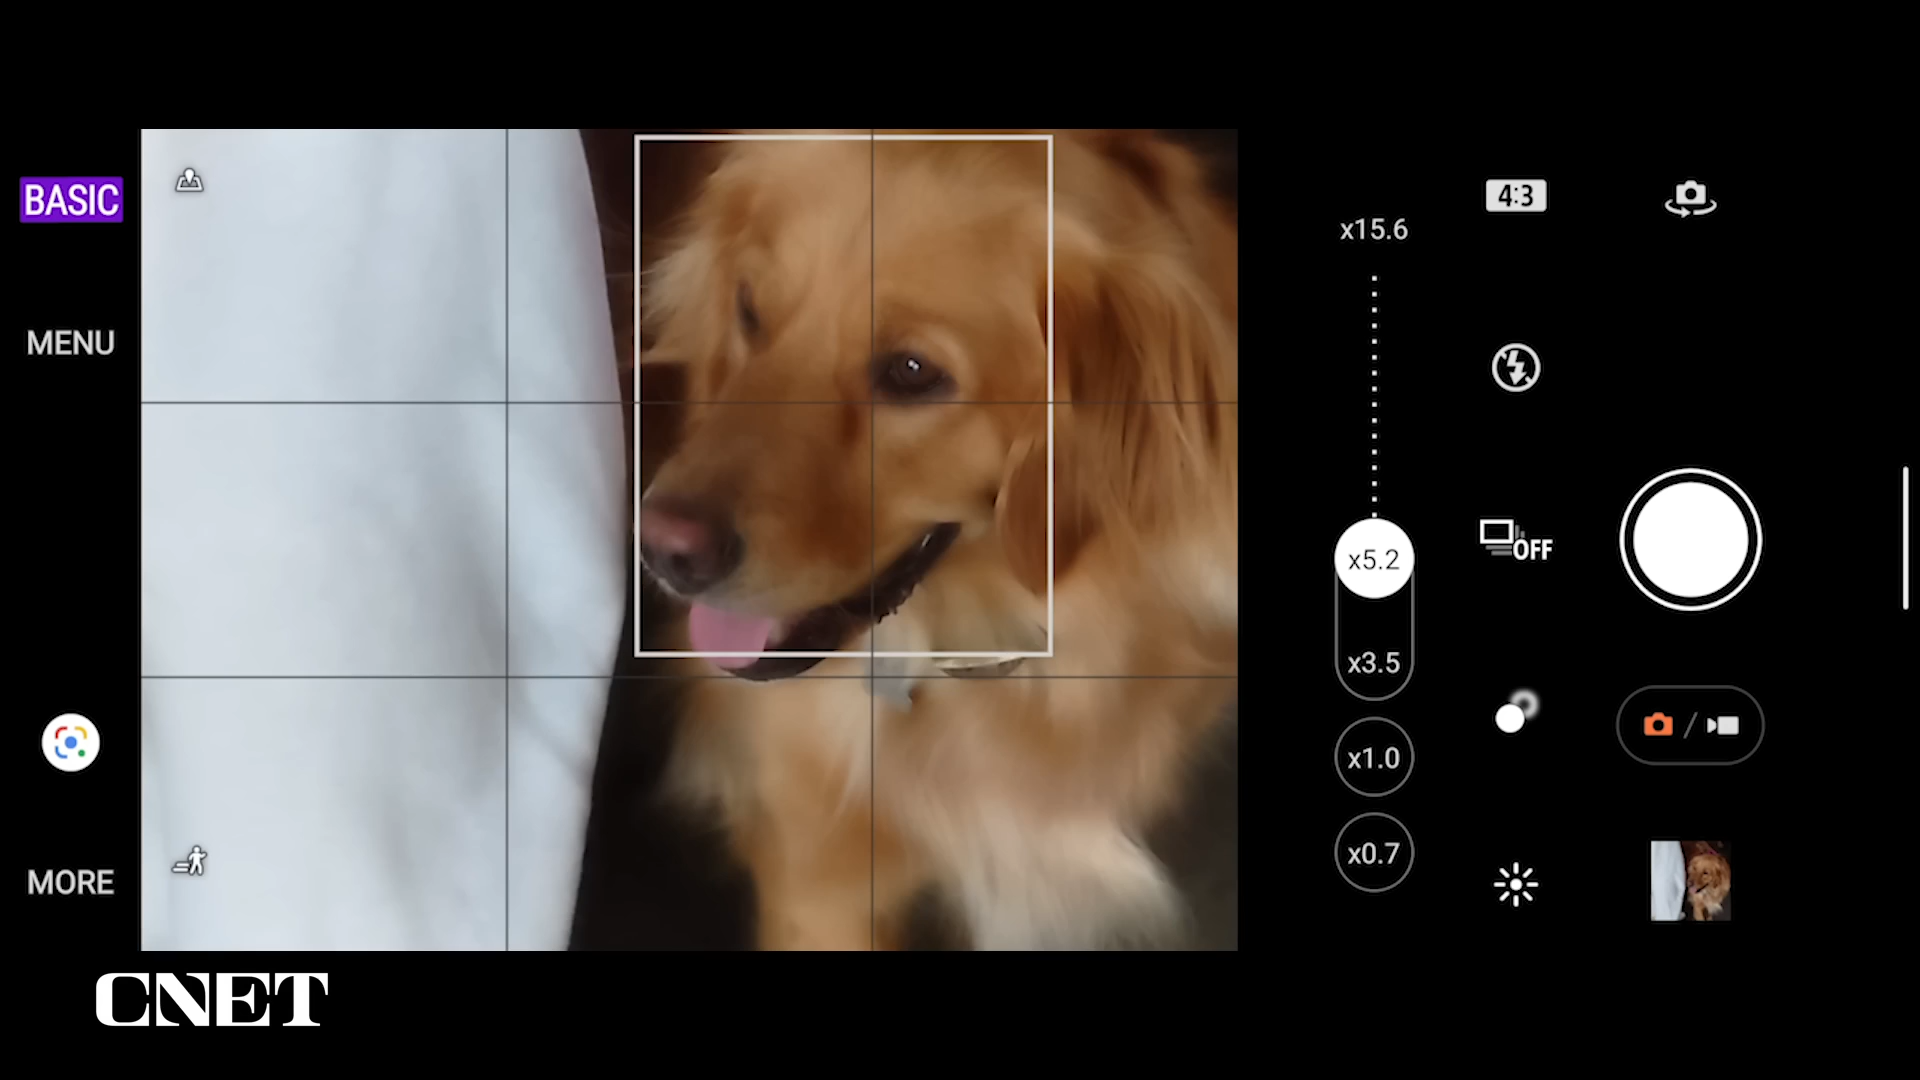 BASIC
MENU
MORE
x15.6
x5.2
x3.5
x1.0
x0.7
4:3
OFF
CNET